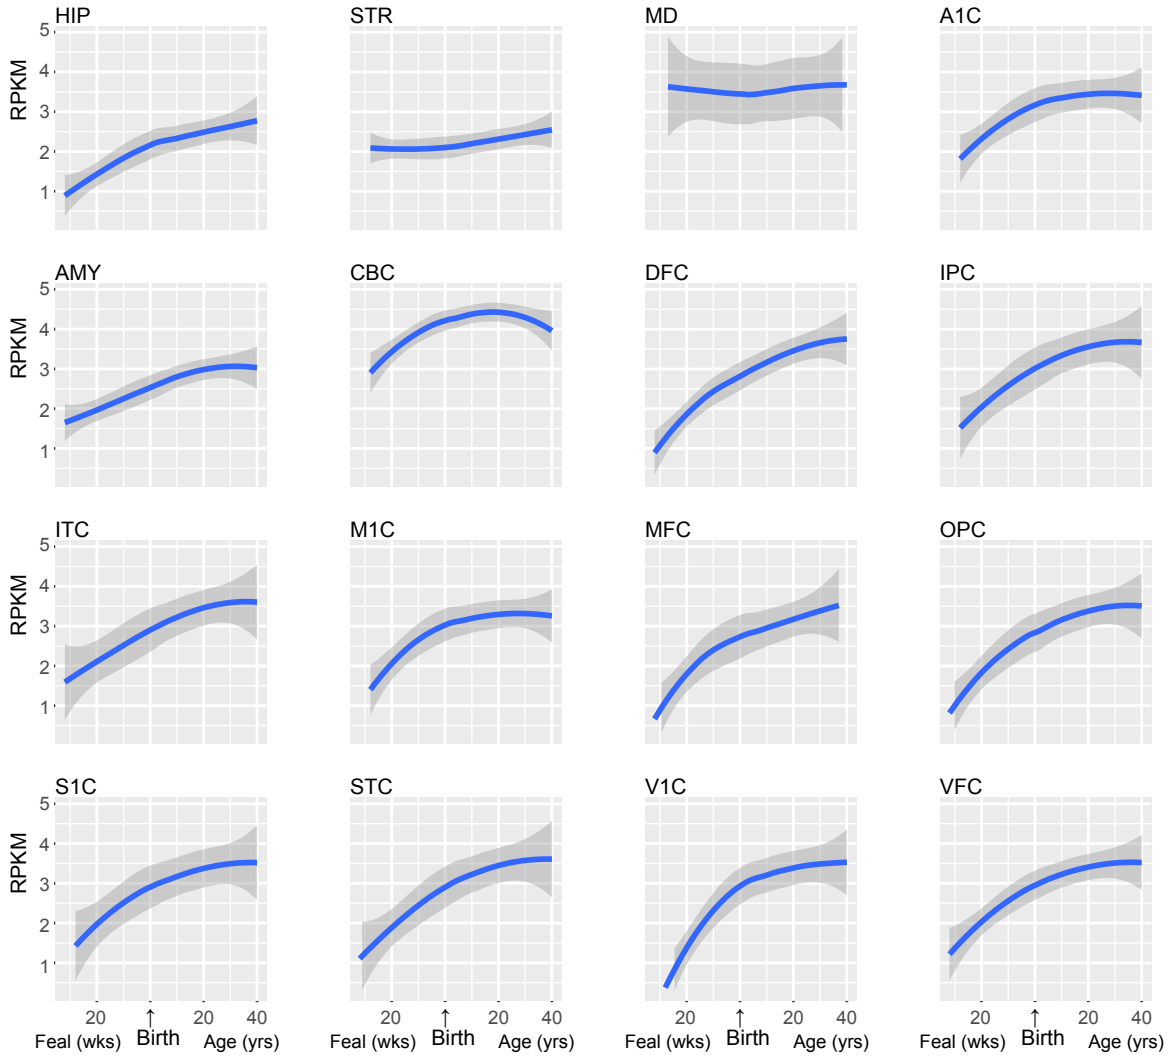 HIP STR MD A1C
RPKM 5 4 3 2 1
AMY CBC DFC IPC
RPKM 5 4 3 2 1
ITC M1C MFC OPC
RPKM 5 4 3 2 1
S1C STC V1C VFC
RPKM 5 4 3 2 1
20 ↑ 20 40 20 ↑ 20 40 20 ↑ 20 40 20 ↑ 20 40
Feal (wks) Birth Age (yrs) Feal (wks) Birth Age (yrs) Feal (wks) Birth Age (yrs) Feal (wks) Birth Age (yrs)